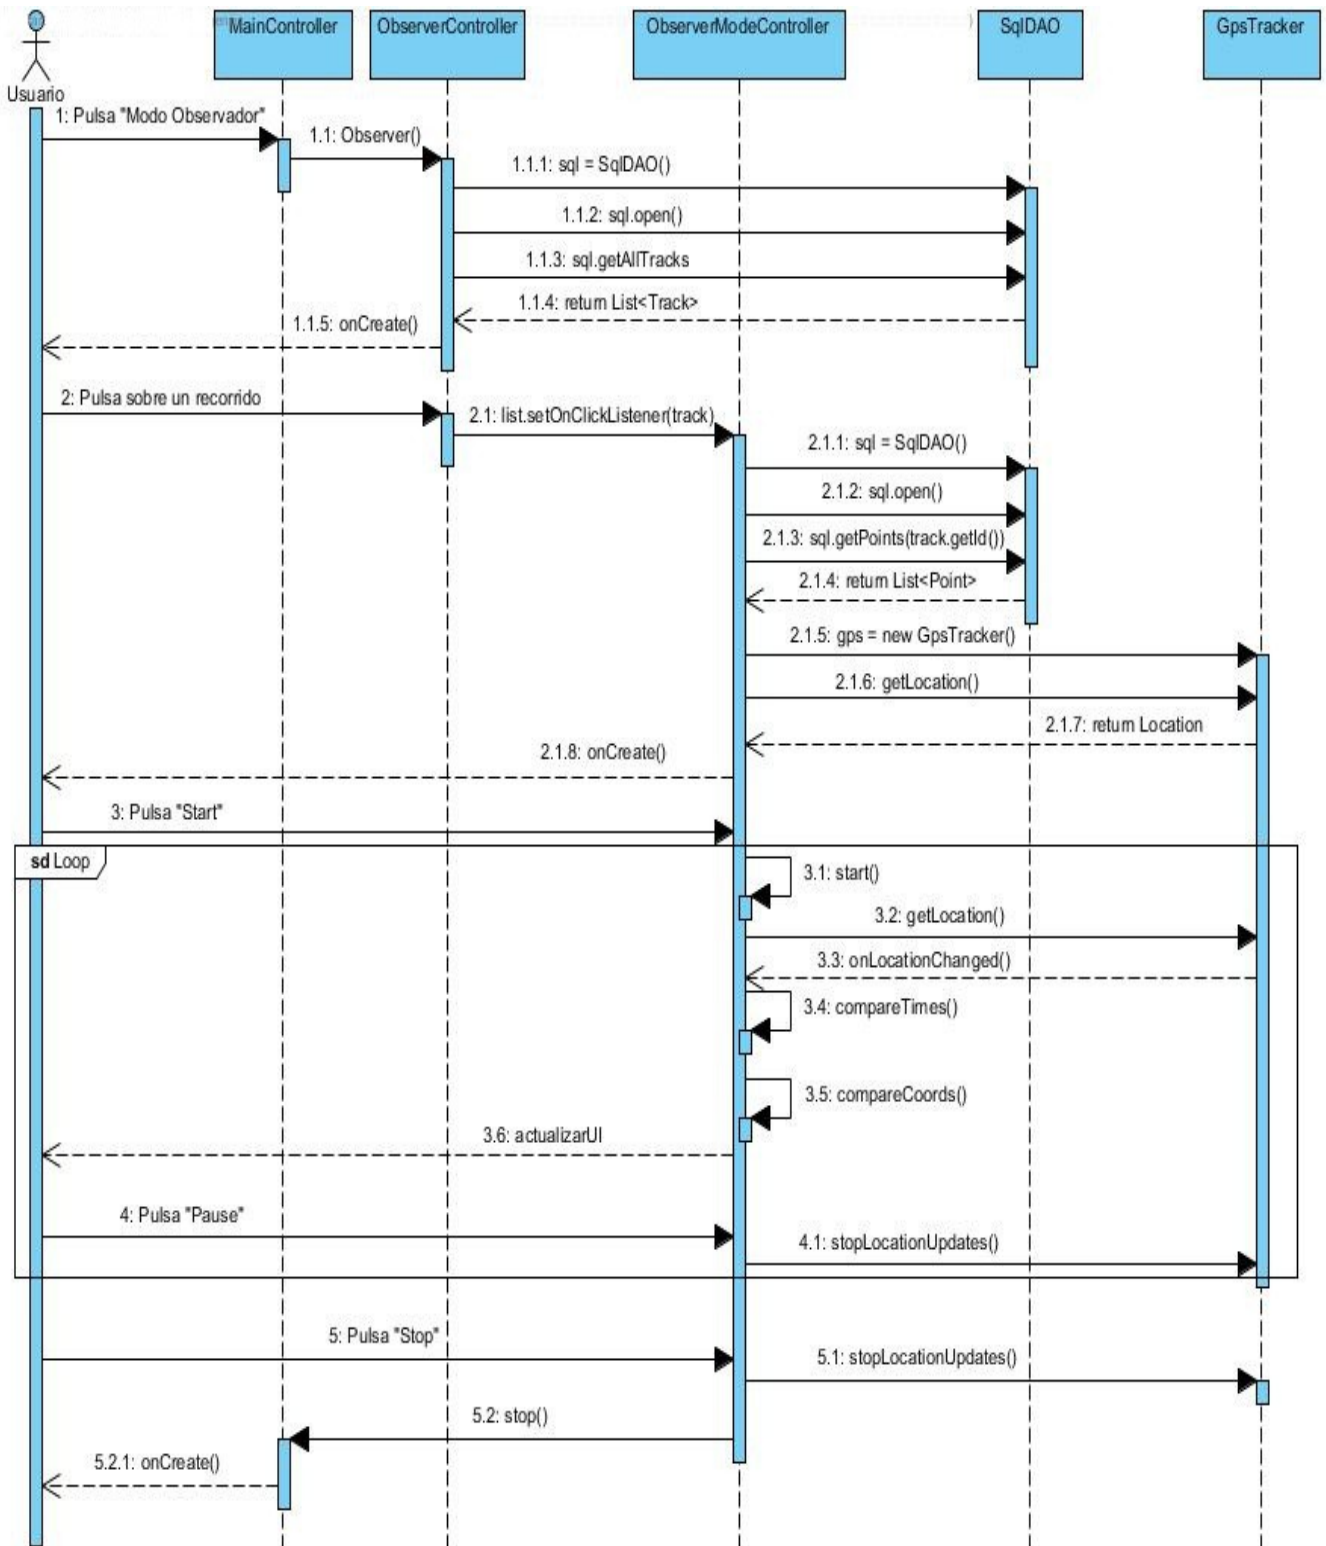 MainController
ObserverController
ObserverModeController
SqlDAO
GpsTracker
Usuario
1: Pulsa "Modo Observador"
1.1: Observer()
1.1.1: sql = SqlDAO()
1.1.2: sql.open()
1.1.3: sql.getAllTracks
1.1.4: return List<Track>
1.1.5: onCreate()
2: Pulsa sobre un recorrido
2.1: list.setOnClickListener(track)
2.1.1: sql = SqlDAO()
2.1.2: sql.open()
2.1.3: sql.getPoints(track.getId())
2.1.4: return List<Point>
2.1.5: gps = new GpsTracker()
2.1.6: getLocation()
2.1.7: return Location
2.1.8: onCreate()
3: Pulsa "Start"
sd Loop
3.1: start()
3.2: getLocation()
3.3: onLocationChanged()
3.4: compareTimes()
3.5: compareCoords()
3.6: actualizarUI
4: Pulsa "Pause"
4.1: stopLocationUpdates()
5: Pulsa "Stop"
5.1: stopLocationUpdates()
5.2: stop()
5.2.1: onCreate()